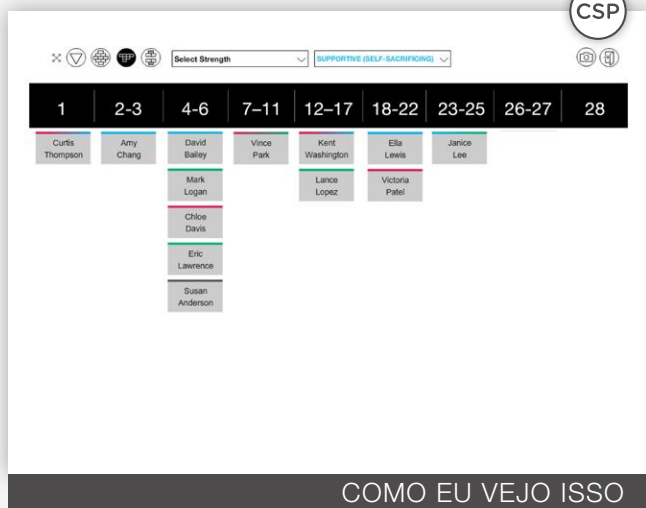 CSP
Select Strength
SUPPORTIVE (SELF-SACRIFICING)
1 2-3 4-6 7–11 12–17 18-22 23-25 26-27 28
Curtis Thompson
Amy Chang
David Bailey
Vince Park
Kent Washington
Ella Lewis
Janice Lee
Mark Logan
Lance Lopez
Victoria Patel
Chloe Davis
Eric Lawrence
Susan Anderson
COMO EU VEJO ISSO